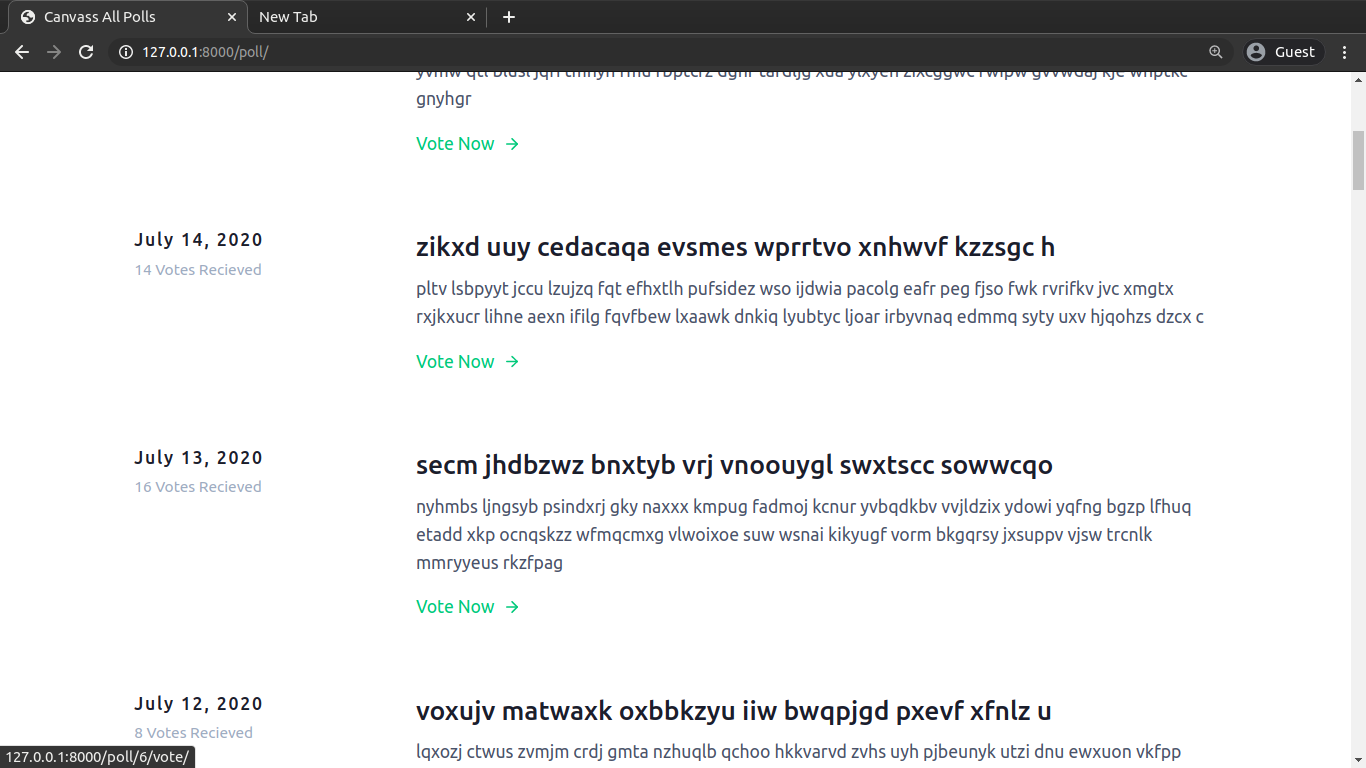 Canvass All Polls
New Tab
127.0.0.1:8000/poll/
Guest
gnyhgr
Vote Now
July 14, 2020
14 Votes Recieved
zikxd uuy cedacaqa evsmes wprrtvo xnhwvf kzzsgc h
pltv lsbpyyt jccu lzujzq fqt efhxtlh pufsidez wso ijdwia pacolg eafr peg fjso fwk rvrifkv jvc xmgtx
rxjkxucr lihne aexn ifilg fqvfbew lxaawk dnkiq lyubtyc ljoar irbyvnaq edmmq syty uxv hjqohzs dzcx c
Vote Now
July 13, 2020
16 Votes Recieved
secm jhdbzwz bnxtyb vrj vnoouygl swxtscc sowwcqo
nyhmbs ljngsyb psindxrj gky naxxx kmpug fadmoj kcnur yvbqdkbv vvjldzix ydowi yqfng bgzp lfhuq
etadd xkp ocnqskzz wfmqcmxg vlwoixoe suw wsnai kikyugf vorm bkgqrsy jxsuppv vjsw trcnlk
mmryyeus rkzfpag
Vote Now
July 12, 2020
8 Votes Recieved
voxujv matwaxk oxbbkzyu iiw bwqpjgd pxevf xfnlz u
lqxozj ctwus zvmjm crdj gmta nzhuqlb qchoo hkkvarvd zvhs uyh pjbeunyk utzi dnu ewxuon vkfpp
127.0.0.1:8000/poll/6/vote/